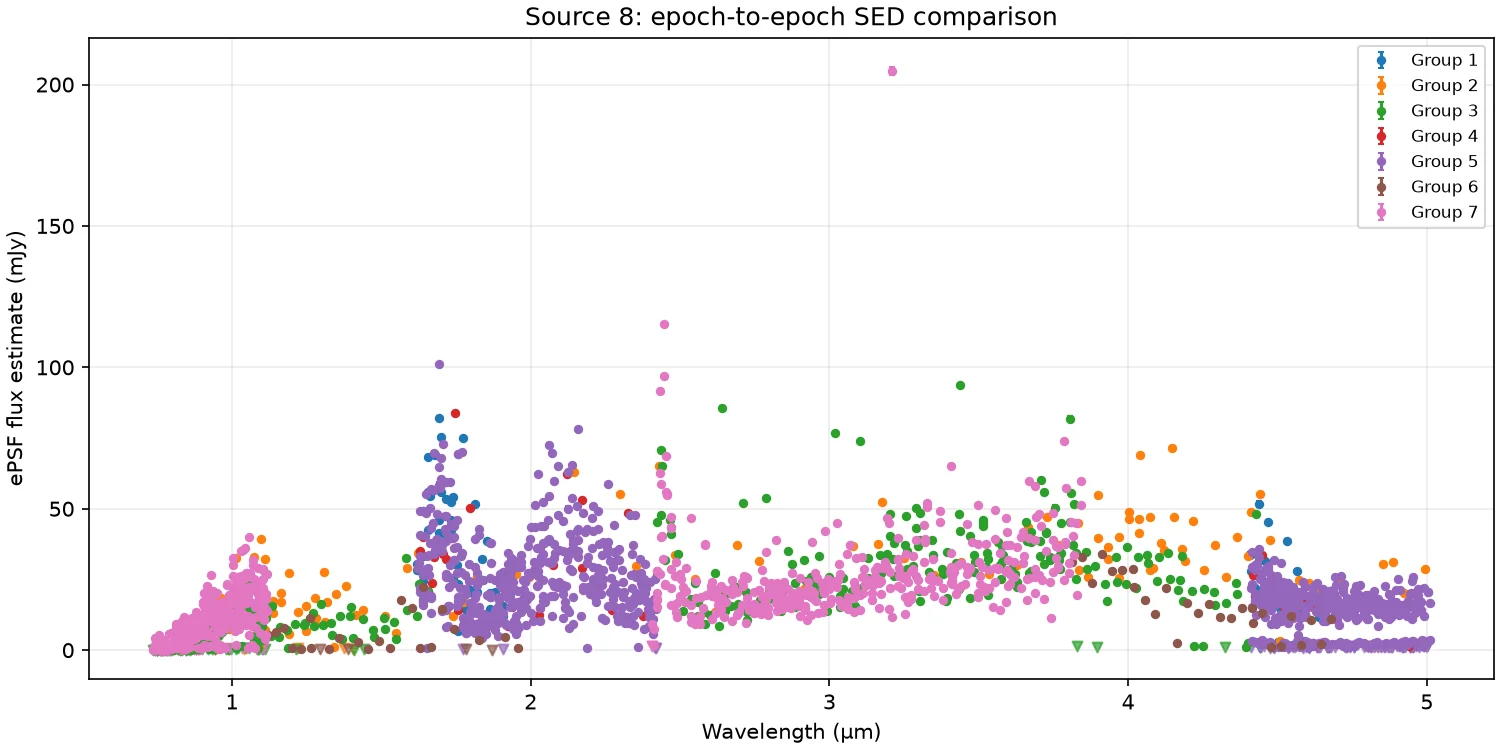 Source 8: epoch-to-epoch SED comparison
ePSF flux estimate (mJy)
200
150
100
50
0
1
2
3
4
5
Wavelength (µm)
Group 1
Group 2
Group 3
Group 4
Group 5
Group 6
Group 7